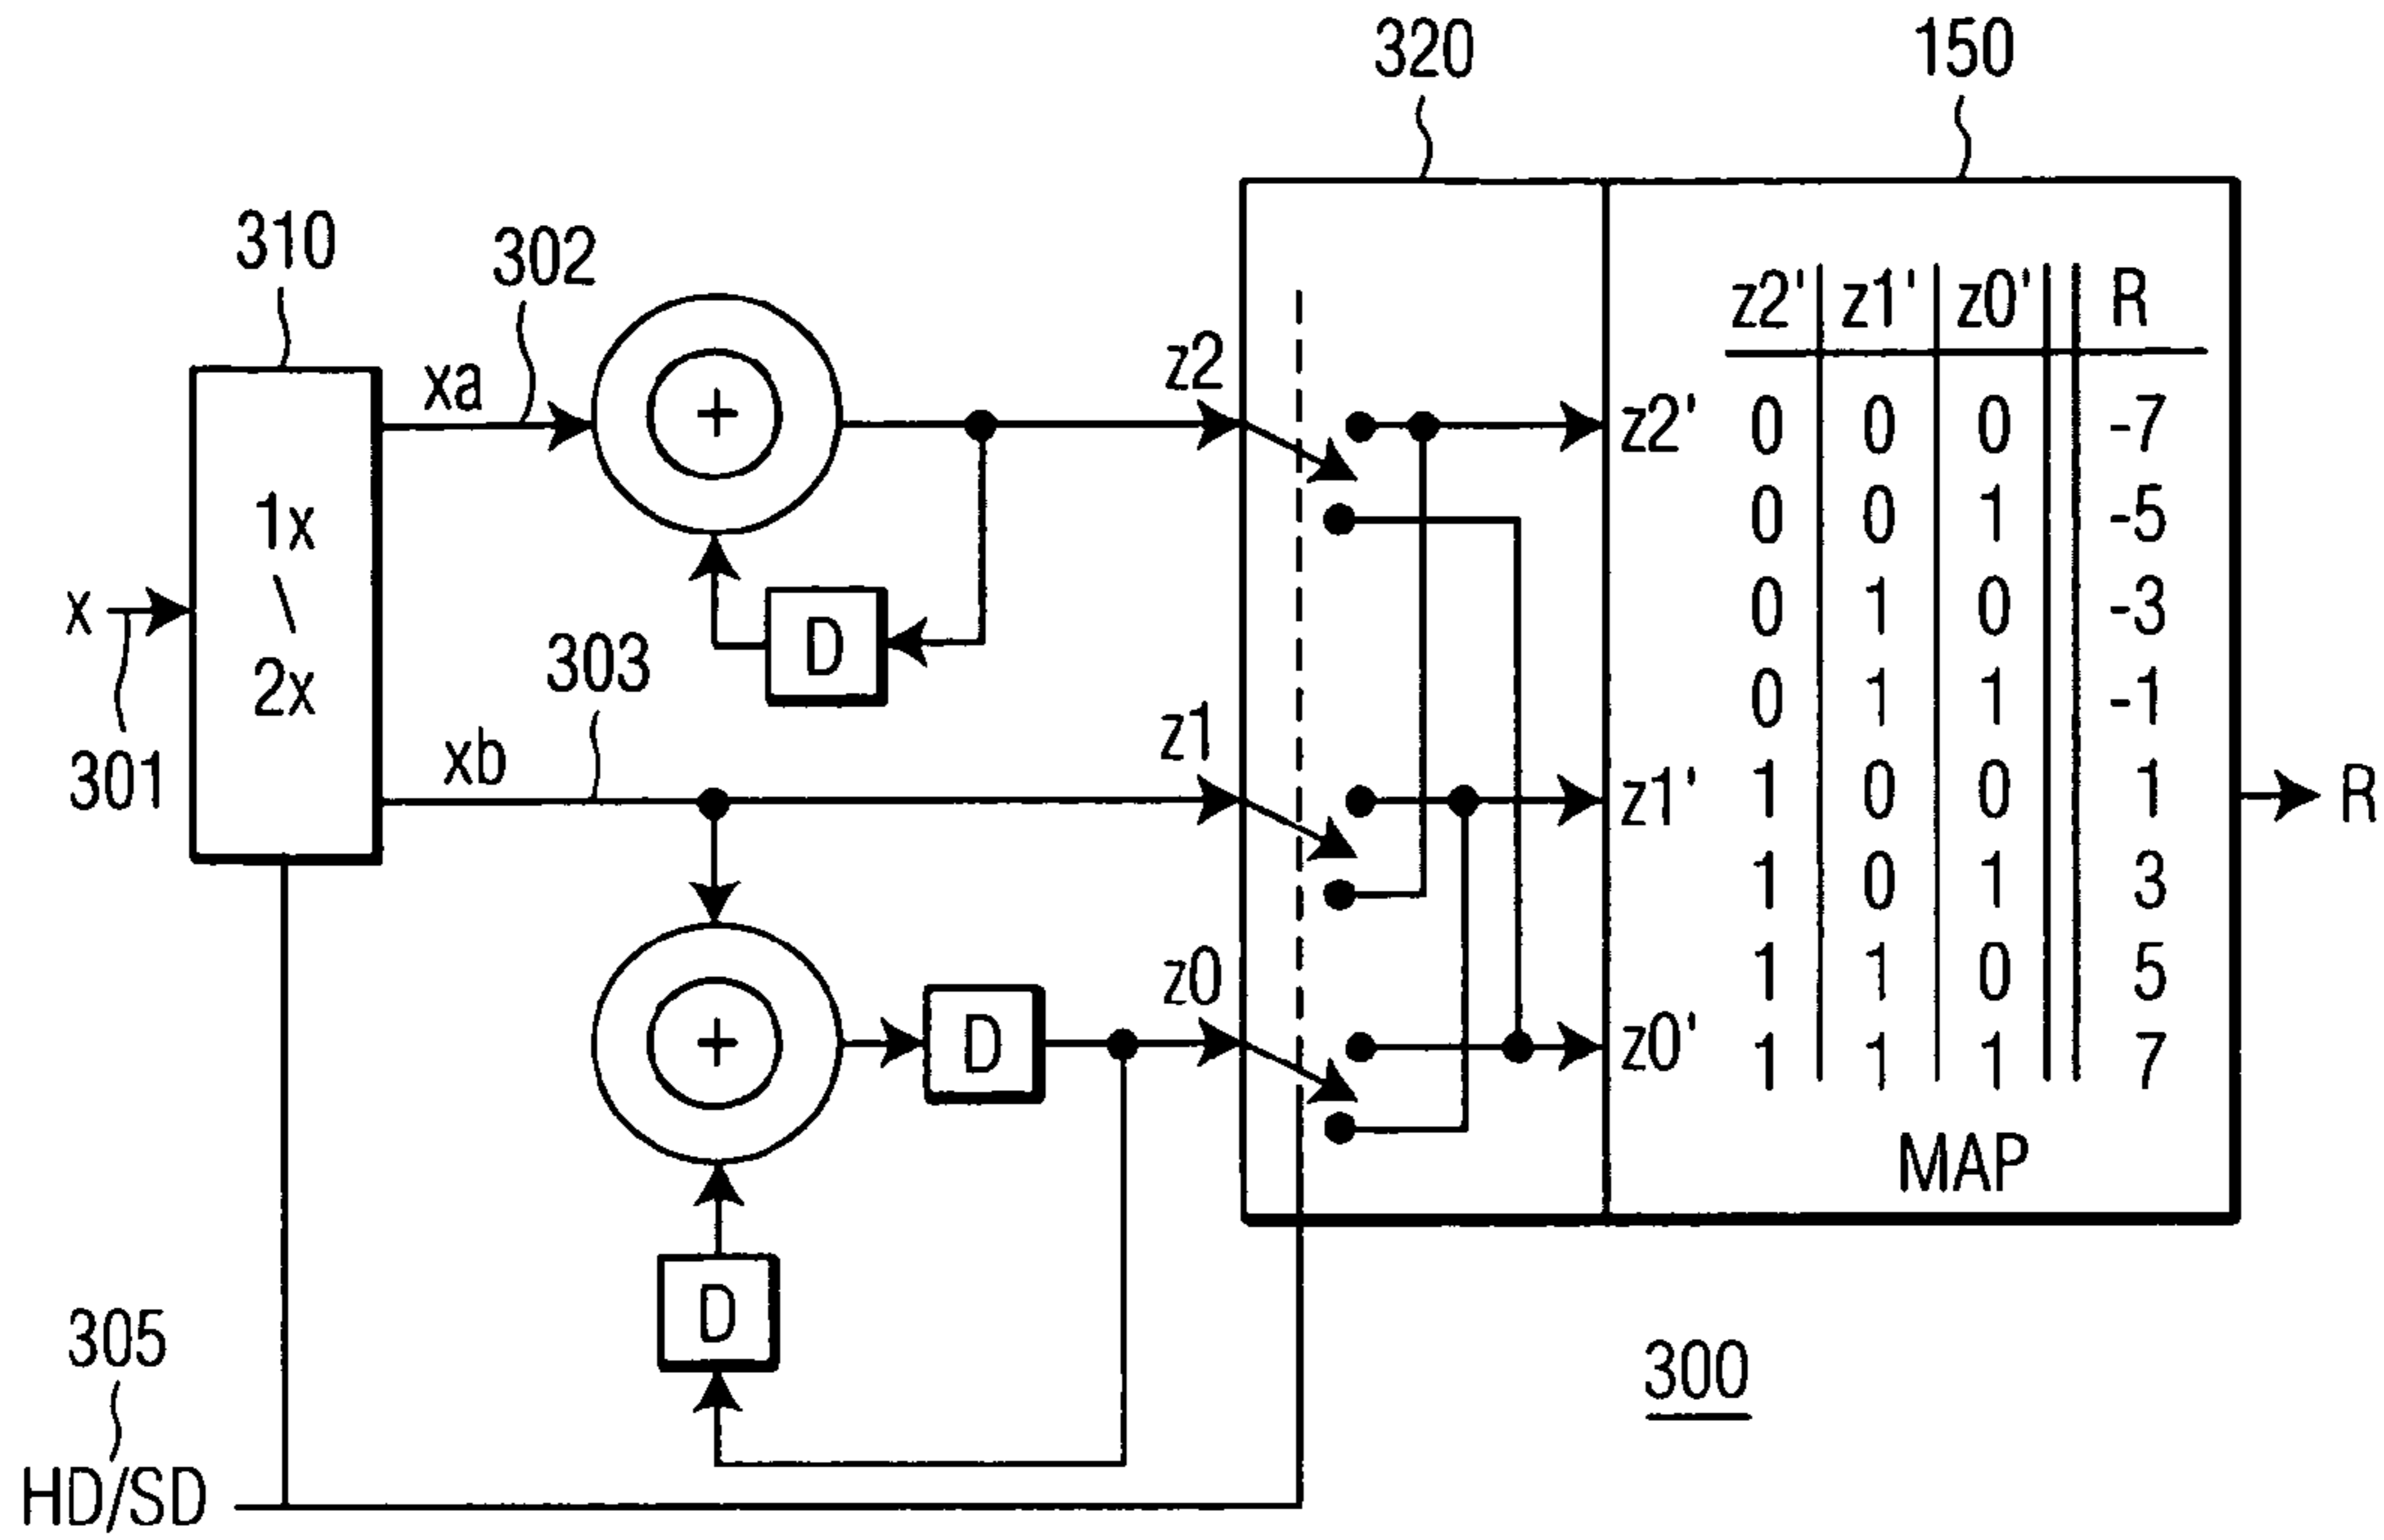 320
150
310
302
z2' z1' z0' R
xa
+
z2
z2'
0 0 0 -7
1x
\
2x
0 0 1 -5
x
D
0 1 0 -3
303
0 1 1 -1
301
xb
z1
z1'
1 0 0 1
R
1 0 1 3
z0
1 1 0 5
+
D
z0'
1 1 1 7
MAP
D
305
300
HD/SD